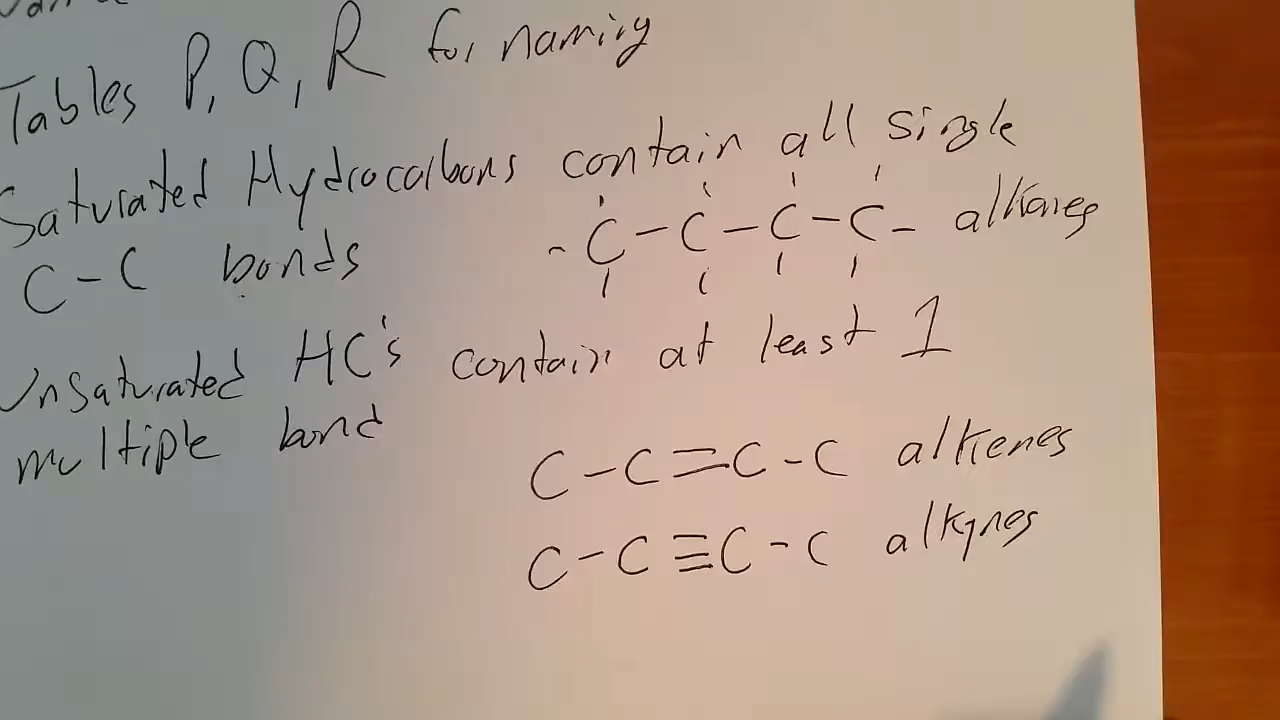 Tables P, Q, R for naming
Saturated Hydrocarbons contain all single
C-C bonds
-C-C-C-C- alkanes
Unsaturated HC's contain at least 1
multiple bond
C-C=C-C alkenes
C-C≡C-C alkynes